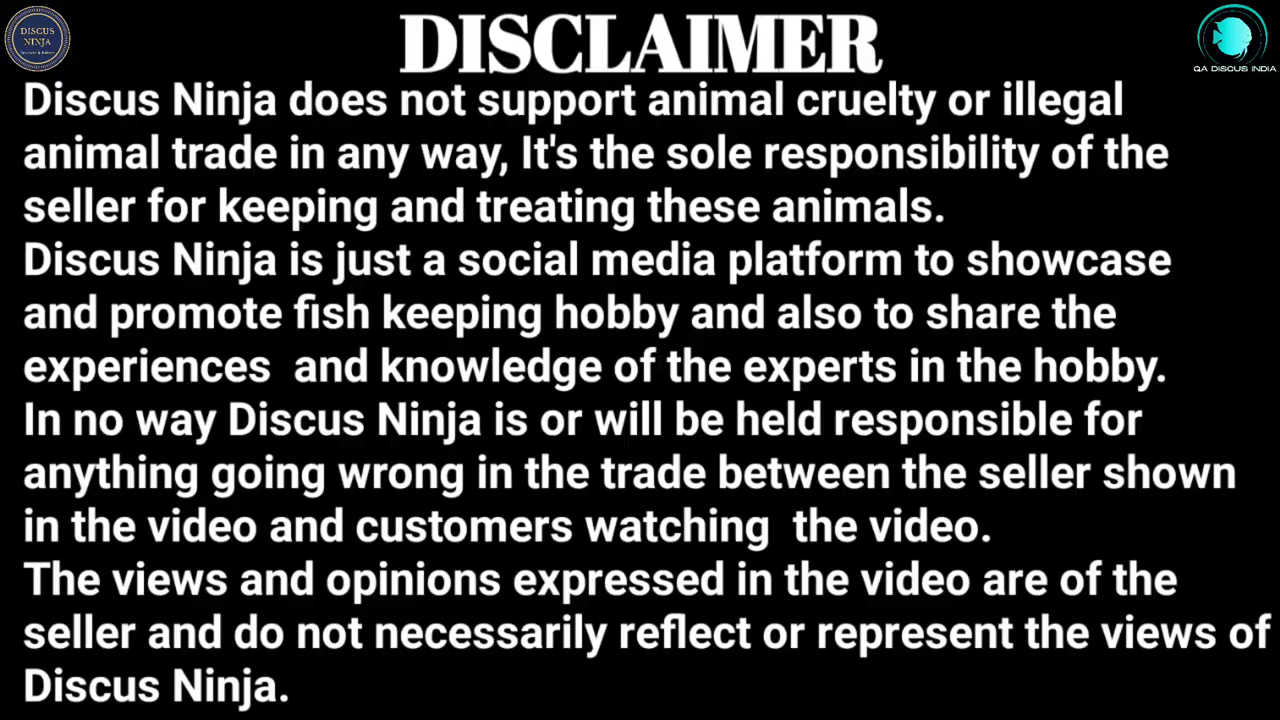 DISCUS
NINJA
DISCLAIMER
QA DISCUS INDIA
Discus Ninja does not support animal cruelty or illegal
animal trade in any way, It's the sole responsibility of the
seller for keeping and treating these animals.
Discus Ninja is just a social media platform to showcase
and promote fish keeping hobby and also to share the
experiences  and knowledge of the experts in the hobby.
In no way Discus Ninja is or will be held responsible for
anything going wrong in the trade between the seller shown
in the video and customers watching  the video.
The views and opinions expressed in the video are of the
seller and do not necessarily reflect or represent the views of
Discus Ninja.